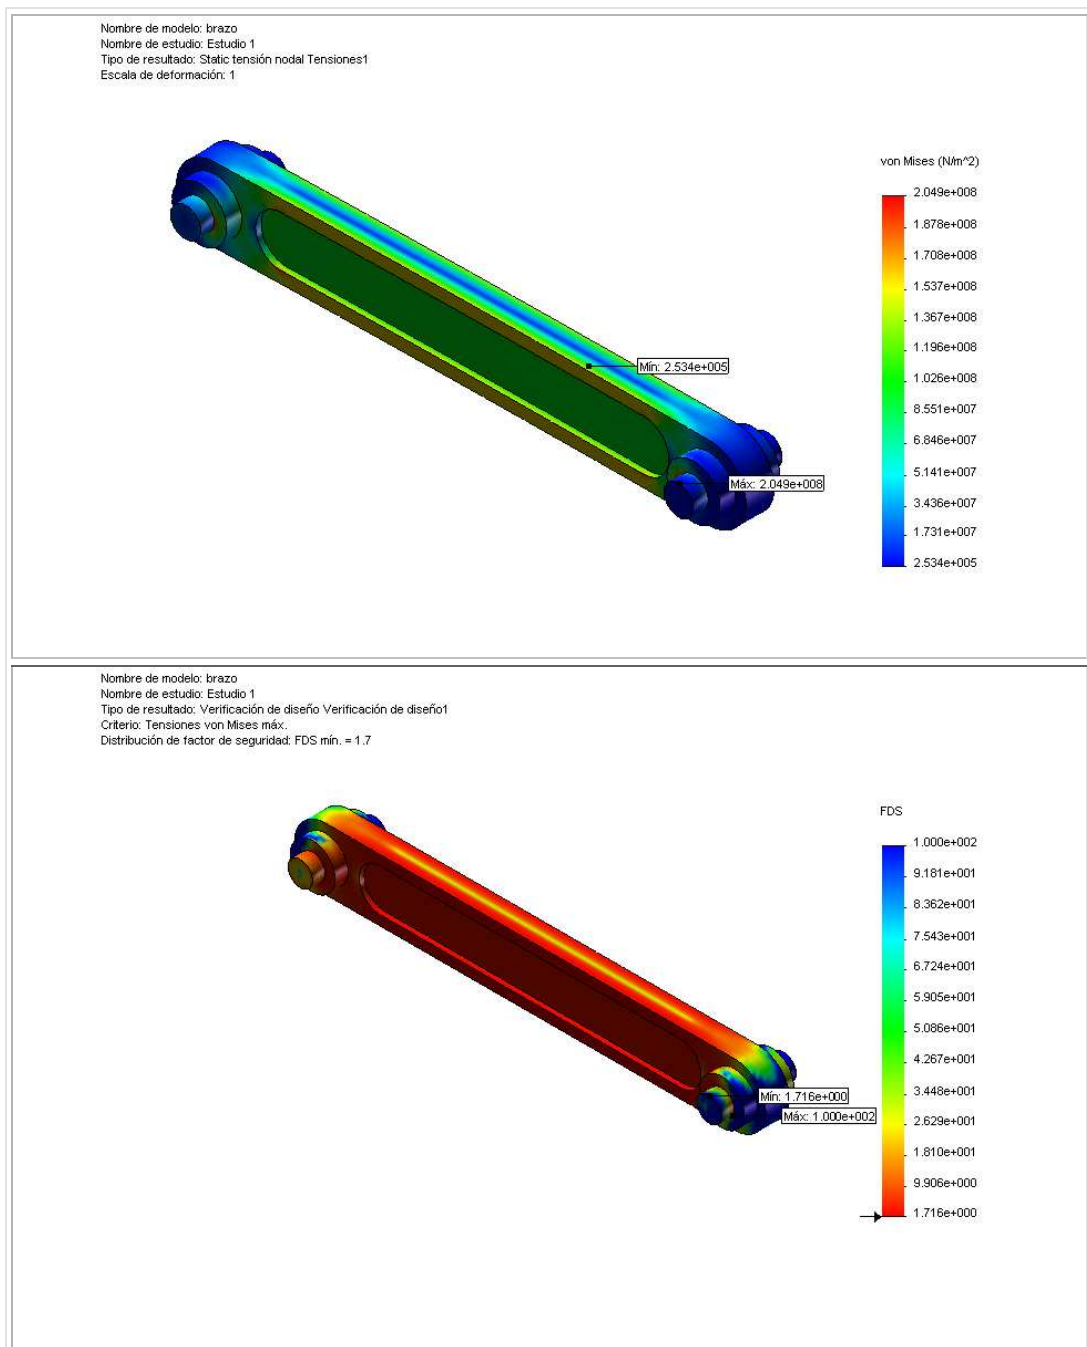 Nombre de modelo: brazo
Nombre de estudio: Estudio 1
Tipo de resultado: Static tensión nodal Tensiones1
Escala de deformación: 1
von Mises (N/m^2)
2.049e+008
1.878e+008
1.708e+008
1.537e+008
1.367e+008
1.196e+008
1.026e+008
8.551e+007
6.846e+007
5.141e+007
3.436e+007
1.731e+007
2.534e+005
Mín: 2.534e+005
Máx: 2.049e+008
Nombre de modelo: brazo
Nombre de estudio: Estudio 1
Tipo de resultado: Verificación de diseño Verificación de diseño1
Criterio: Tensiones von Mises máx.
Distribución de factor de seguridad: FDS mín. = 1.7
FDS
1.000e+002
9.181e+001
8.362e+001
7.543e+001
6.724e+001
5.905e+001
5.086e+001
4.267e+001
3.448e+001
2.629e+001
1.810e+001
9.906e+000
1.716e+000
Mín: 1.716e+000
Máx: 1.000e+002